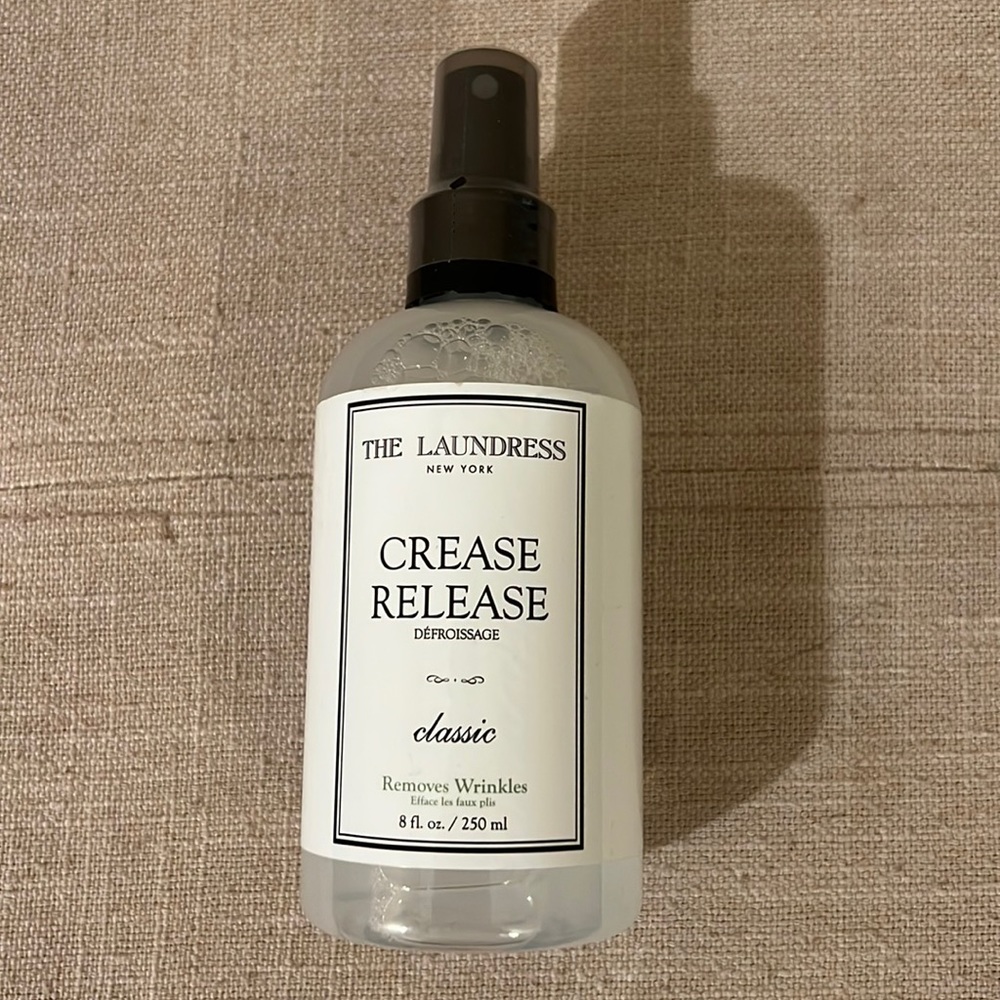 THE LAUNDRESS
NEW YORK
CREASE
RELEASE
DÉFROISSAGE
classic
Removes Wrinkles
Efface les faux plis
8 fl. oz. / 250 ml